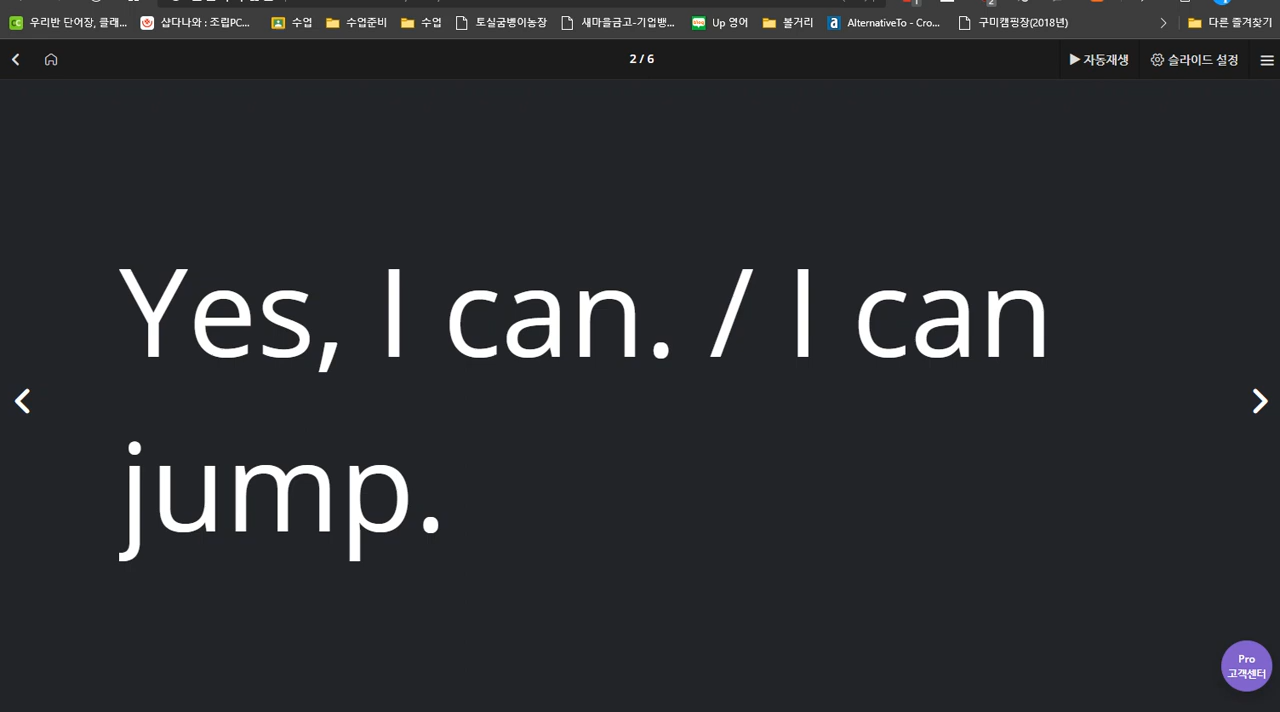 우리반 단어장, 클래... 샵다나와 : 조립PC... 수업 수업준비 수업 토실굼벵이농장 새마을금고-기업뱅... Up 영어 볼거리 AlternativeTo - Cro... 구미캠핑장(2018년) 다른 즐겨찾기
2 / 6 자동재생 슬라이드 설정
Yes, I can. / I can
jump.
Pro
고객센터